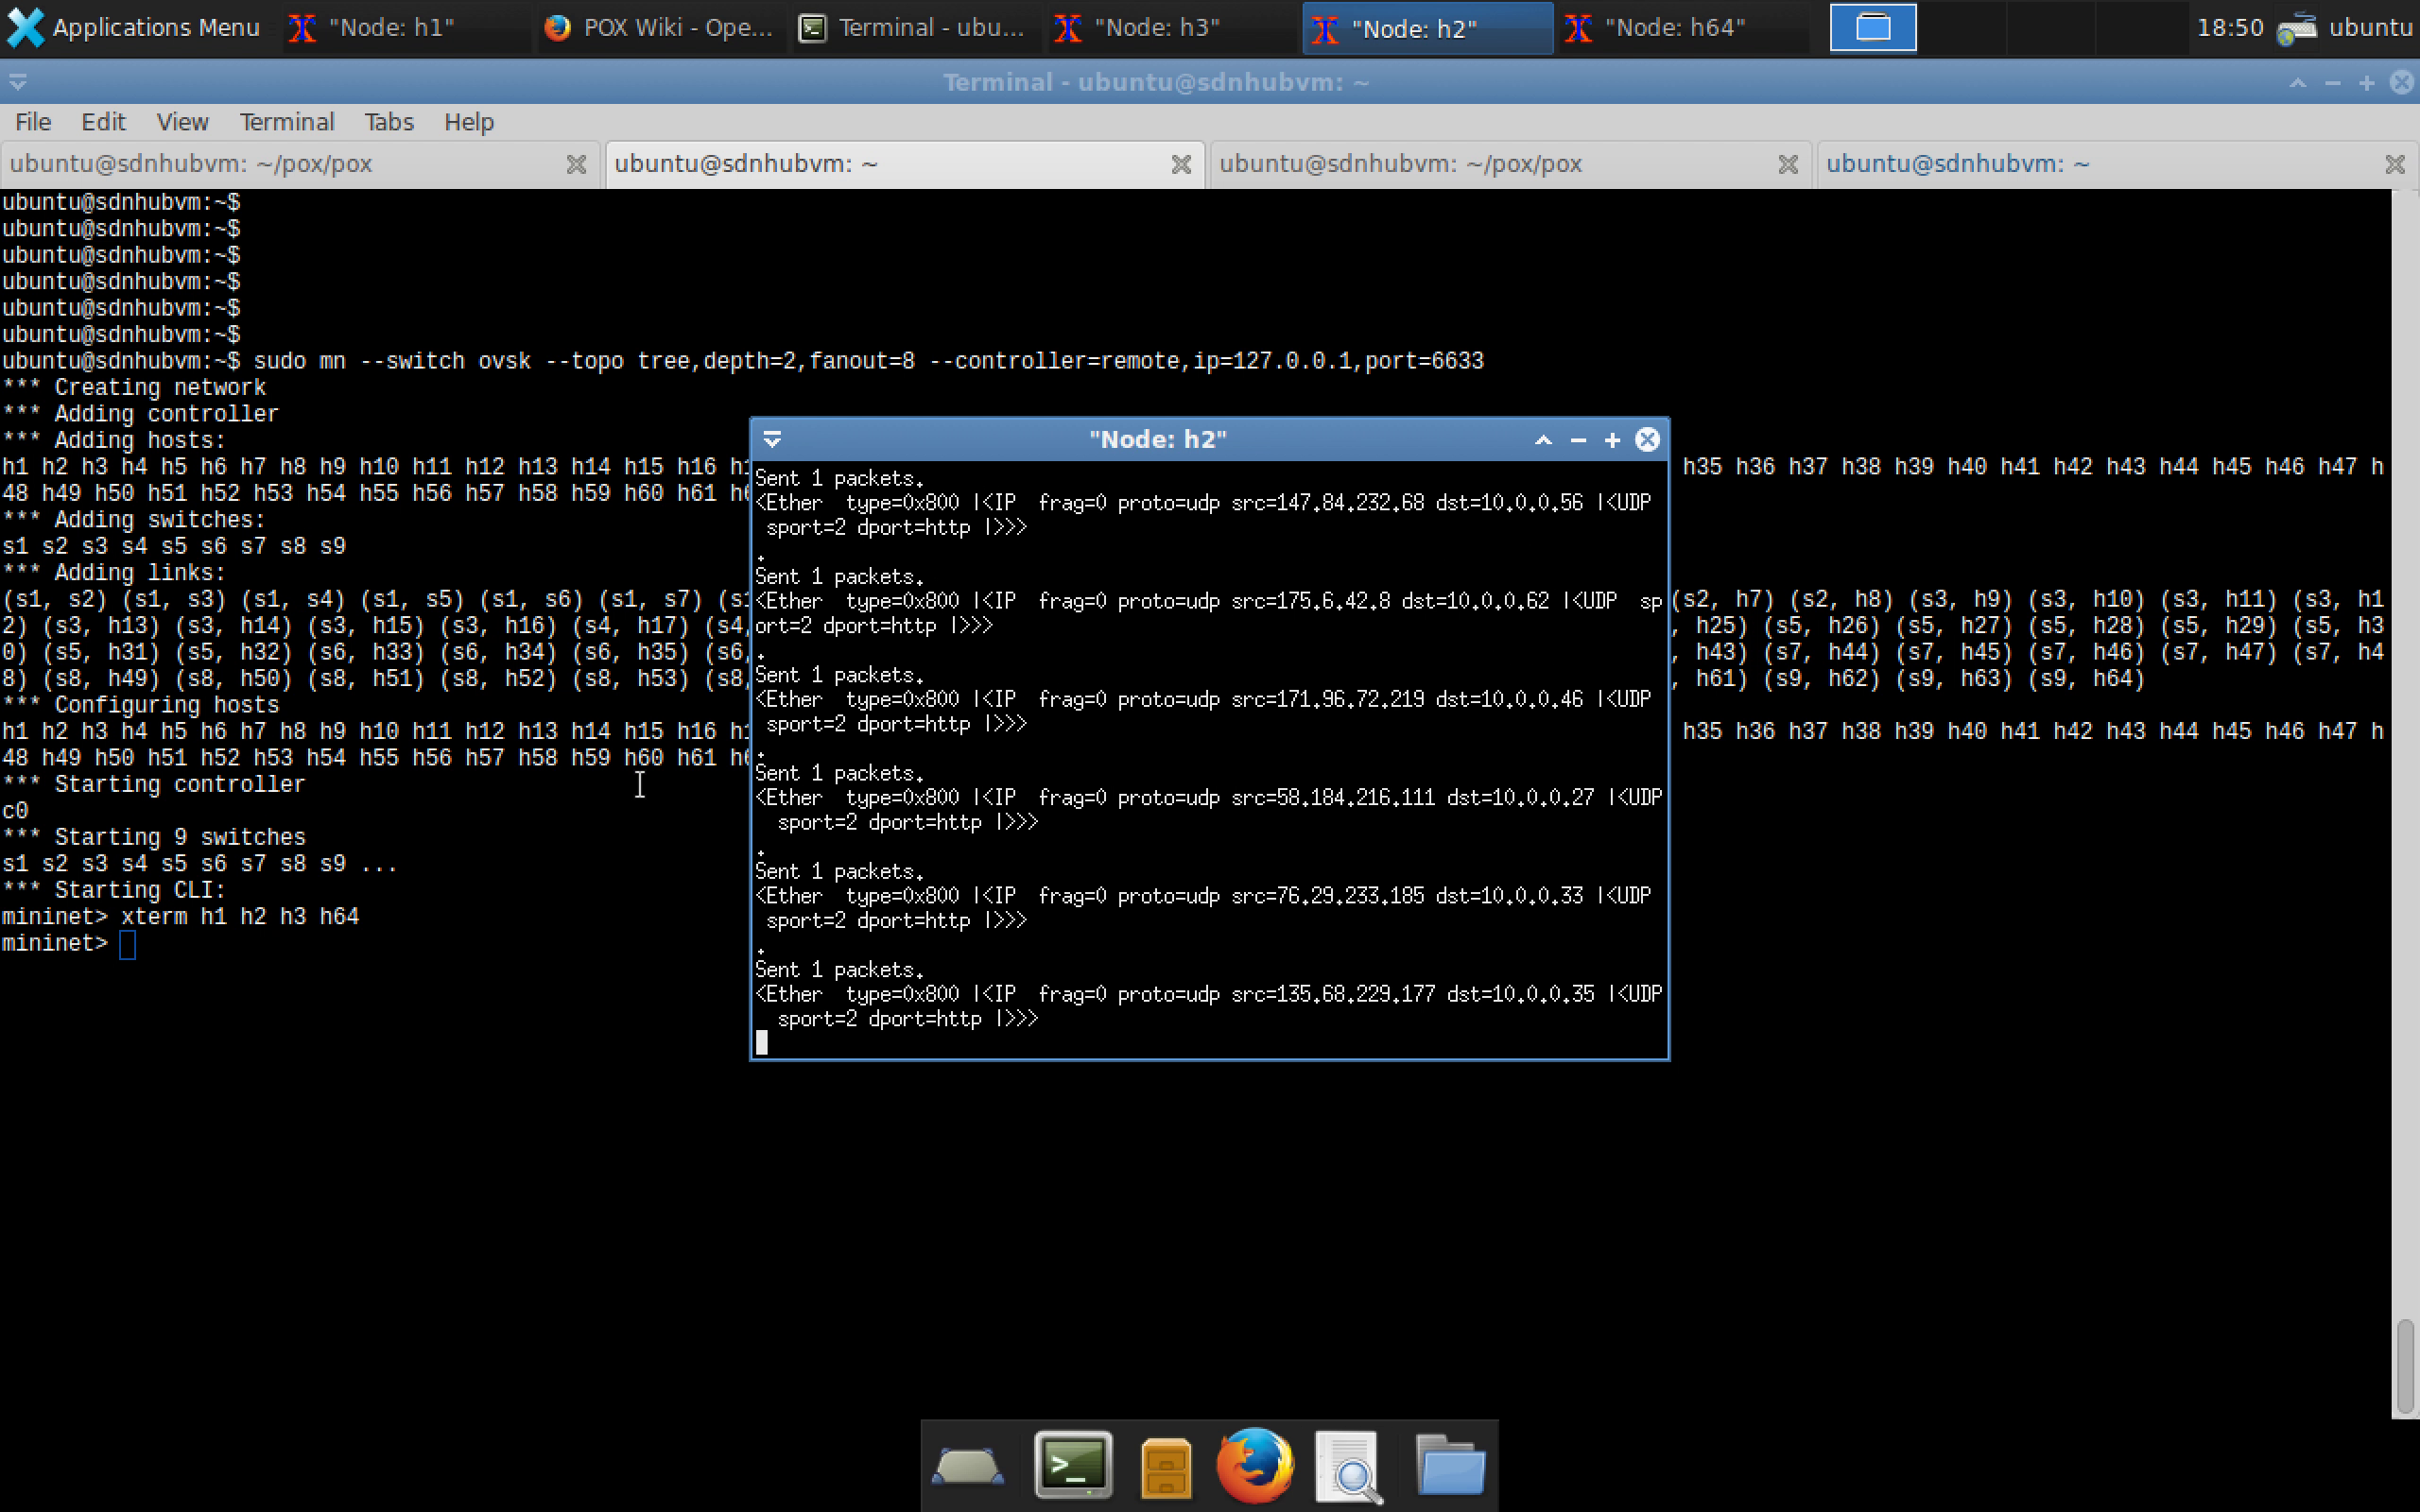 Applications Menu "Node: h1" POX Wiki - Ope... Terminal - ubu... "Node: h3" "Node: h2" "Node: h64" 18:50 ubuntu
Terminal - ubuntu@sdnhubvm: ~
File Edit View Terminal Tabs Help
ubuntu@sdnhubvm: ~/pox/pox ubuntu@sdnhubvm: ~ ubuntu@sdnhubvm: ~/pox/pox ubuntu@sdnhubvm: ~
ubuntu@sdnhubvm:~$
ubuntu@sdnhubvm:~$
ubuntu@sdnhubvm:~$
ubuntu@sdnhubvm:~$
ubuntu@sdnhubvm:~$
ubuntu@sdnhubvm:~$
ubuntu@sdnhubvm:~$ sudo mn --switch ovsk --topo tree,depth=2,fanout=8 --controller=remote,ip=127.0.0.1,port=6633
*** Creating network
*** Adding controller
*** Adding hosts:
h1 h2 h3 h4 h5 h6 h7 h8 h9 h10 h11 h12 h13 h14 h15 h16 h35 h36 h37 h38 h39 h40 h41 h42 h43 h44 h45 h46 h47 h
48 h49 h50 h51 h52 h53 h54 h55 h56 h57 h58 h59 h60 h61
*** Adding switches:
s1 s2 s3 s4 s5 s6 s7 s8 s9
*** Adding links:
(s1, s2) (s1, s3) (s1, s4) (s1, s5) (s1, s6) (s1, s7) (s2, h7) (s2, h8) (s3, h9) (s3, h10) (s3, h11) (s3, h1
2) (s3, h13) (s3, h14) (s3, h15) (s3, h16) (s4, h17) (s4, , h25) (s5, h26) (s5, h27) (s5, h28) (s5, h29) (s5, h3
0) (s5, h31) (s5, h32) (s6, h33) (s6, h34) (s6, h35) (s6, , h43) (s7, h44) (s7, h45) (s7, h46) (s7, h47) (s7, h4
8) (s8, h49) (s8, h50) (s8, h51) (s8, h52) (s8, h53) (s8, , h61) (s9, h62) (s9, h63) (s9, h64)
*** Configuring hosts
h1 h2 h3 h4 h5 h6 h7 h8 h9 h10 h11 h12 h13 h14 h15 h16 h35 h36 h37 h38 h39 h40 h41 h42 h43 h44 h45 h46 h47 h
48 h49 h50 h51 h52 h53 h54 h55 h56 h57 h58 h59 h60 h61
*** Starting controller
c0
*** Starting 9 switches
s1 s2 s3 s4 s5 s6 s7 s8 s9 ...
*** Starting CLI:
mininet> xterm h1 h2 h3 h64
mininet>
"Node: h2"
Sent 1 packets.
<Ether  type=0x800 |<IP  frag=0 proto=udp src=147.84.232.68 dst=10.0.0.56 |<UDP
sport=2 dport=http |>>>
.
Sent 1 packets.
<Ether  type=0x800 |<IP  frag=0 proto=udp src=175.6.42.8 dst=10.0.0.62 |<UDP  sp
ort=2 dport=http |>>>
.
Sent 1 packets.
<Ether  type=0x800 |<IP  frag=0 proto=udp src=171.96.72.219 dst=10.0.0.46 |<UDP
sport=2 dport=http |>>>
.
Sent 1 packets.
<Ether  type=0x800 |<IP  frag=0 proto=udp src=58.184.216.111 dst=10.0.0.27 |<UDP
sport=2 dport=http |>>>
.
Sent 1 packets.
<Ether  type=0x800 |<IP  frag=0 proto=udp src=76.29.233.185 dst=10.0.0.33 |<UDP
sport=2 dport=http |>>>
.
Sent 1 packets.
<Ether  type=0x800 |<IP  frag=0 proto=udp src=135.68.229.177 dst=10.0.0.35 |<UDP
sport=2 dport=http |>>>